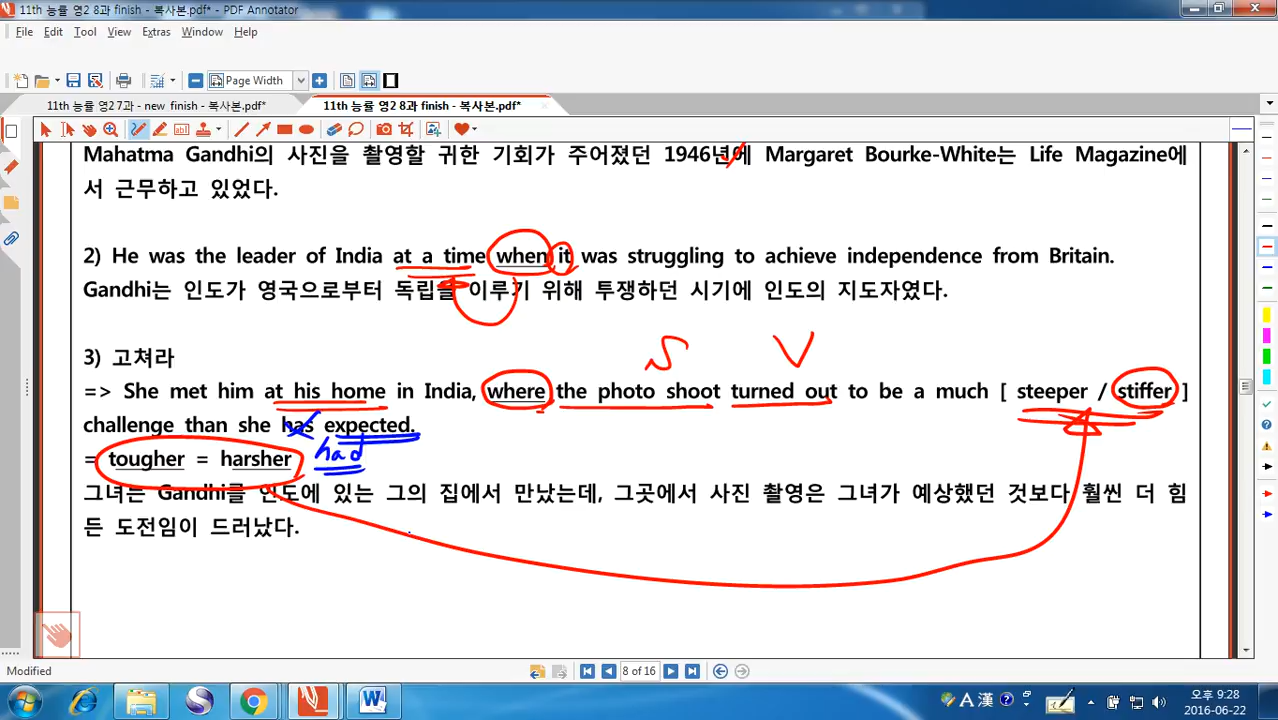 11th 능률 영2 8과 finish - 복사본.pdf* - PDF Annotator
File Edit Tool View Extras Window Help
Page Width
11th 능률 영2 7과 - new finish - 복사본.pdf*
11th 능률 영2 8과 finish - 복사본.pdf*
Mahatma Gandhi의 사진을 촬영할 귀한 기회가 주어졌던 1946년에 Margaret Bourke-White는 Life Magazine에
서 근무하고 있었다.
2) He was the leader of India at a time when it was struggling to achieve independence from Britain.
Gandhi는 인도가 영국으로부터 독립을 이루기 위해 투쟁하던 시기에 인도의 지도자였다.
S V
3) 고쳐라
=> She met him at his home in India, where the photo shoot turned out to be a much [ steeper / stiffer ]
challenge than she has expected.
had
= tougher = harsher
그녀는 Gandhi를 인도에 있는 그의 집에서 만났는데, 그곳에서 사진 촬영은 그녀가 예상했던 것보다 훨씬 더 힘
든 도전임이 드러났다.
Modified
8 of 16
A 漢
오후 9:28
2016-06-22